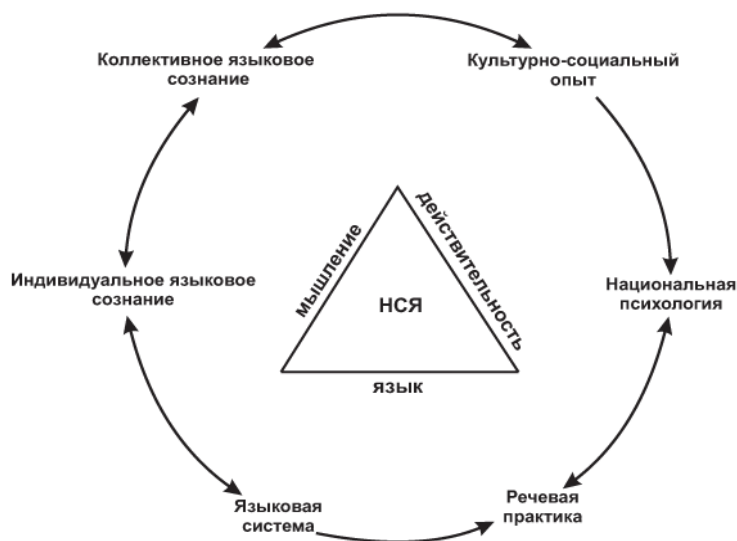 Коллективное языковое
сознание
Культурно-социальный
опыт
мышление
действительность
Индивидуальное языковое
сознание
НСЯ
Национальная
психология
язык
Языковая
система
Речевая
практика